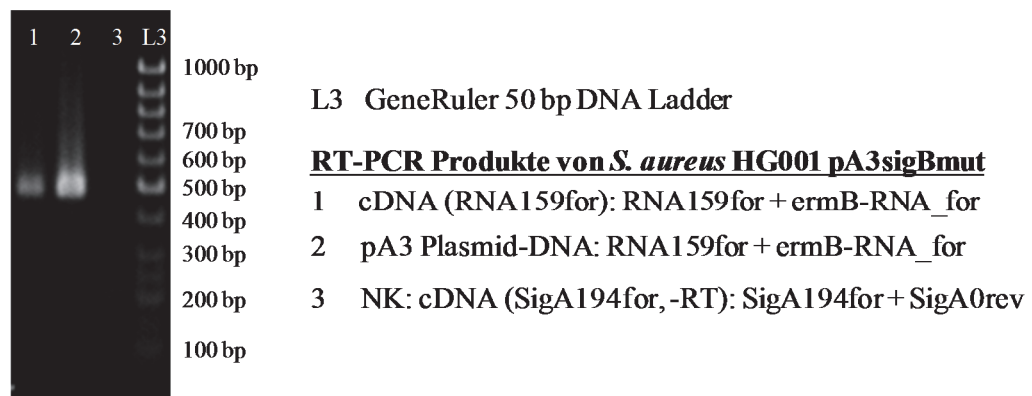 1 2 3 L3
1000 bp
700 bp
600 bp
500 bp
400 bp
300 bp
200 bp
100 bp
L3 GeneRuler 50 bp DNA Ladder
RT-PCR Produkte von S. aureus HG001 pA3sigBmut
1 cDNA (RNA159for): RNA159for + ermB-RNA_for
2 pA3 Plasmid-DNA: RNA159for + ermB-RNA_for
3 NK: cDNA (SigA194for, -RT): SigA194for + SigA0rev